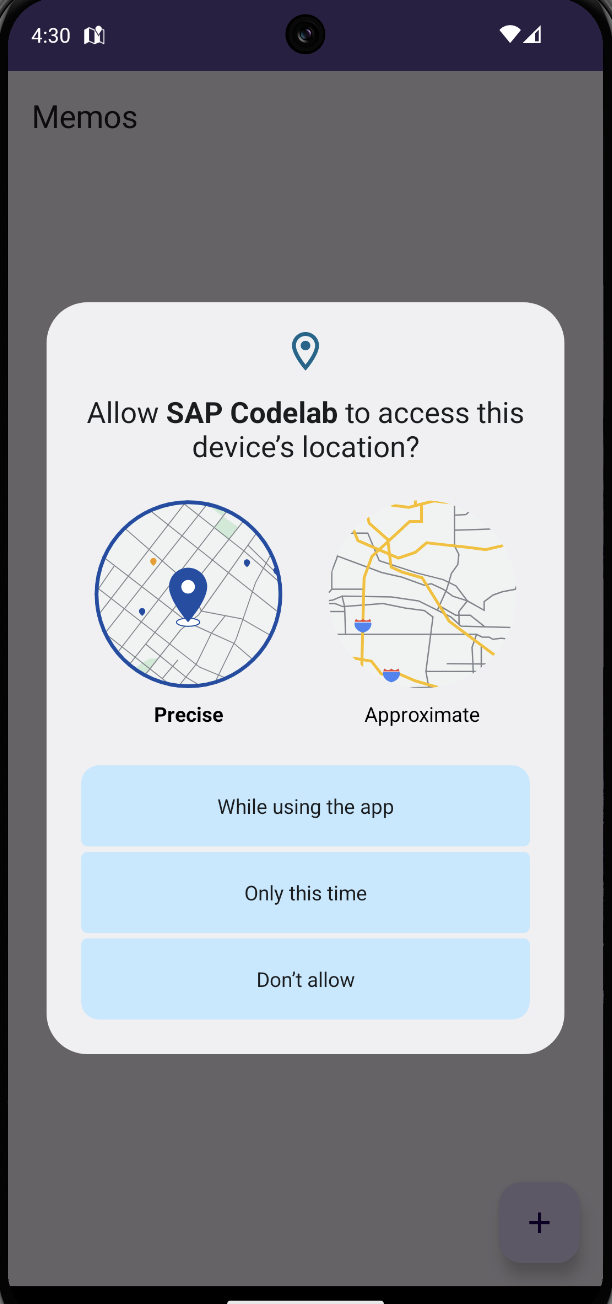 4:30
Memos
Allow SAP Codelab to access this
device’s location?
Precise
Approximate
While using the app
Only this time
Don’t allow
+